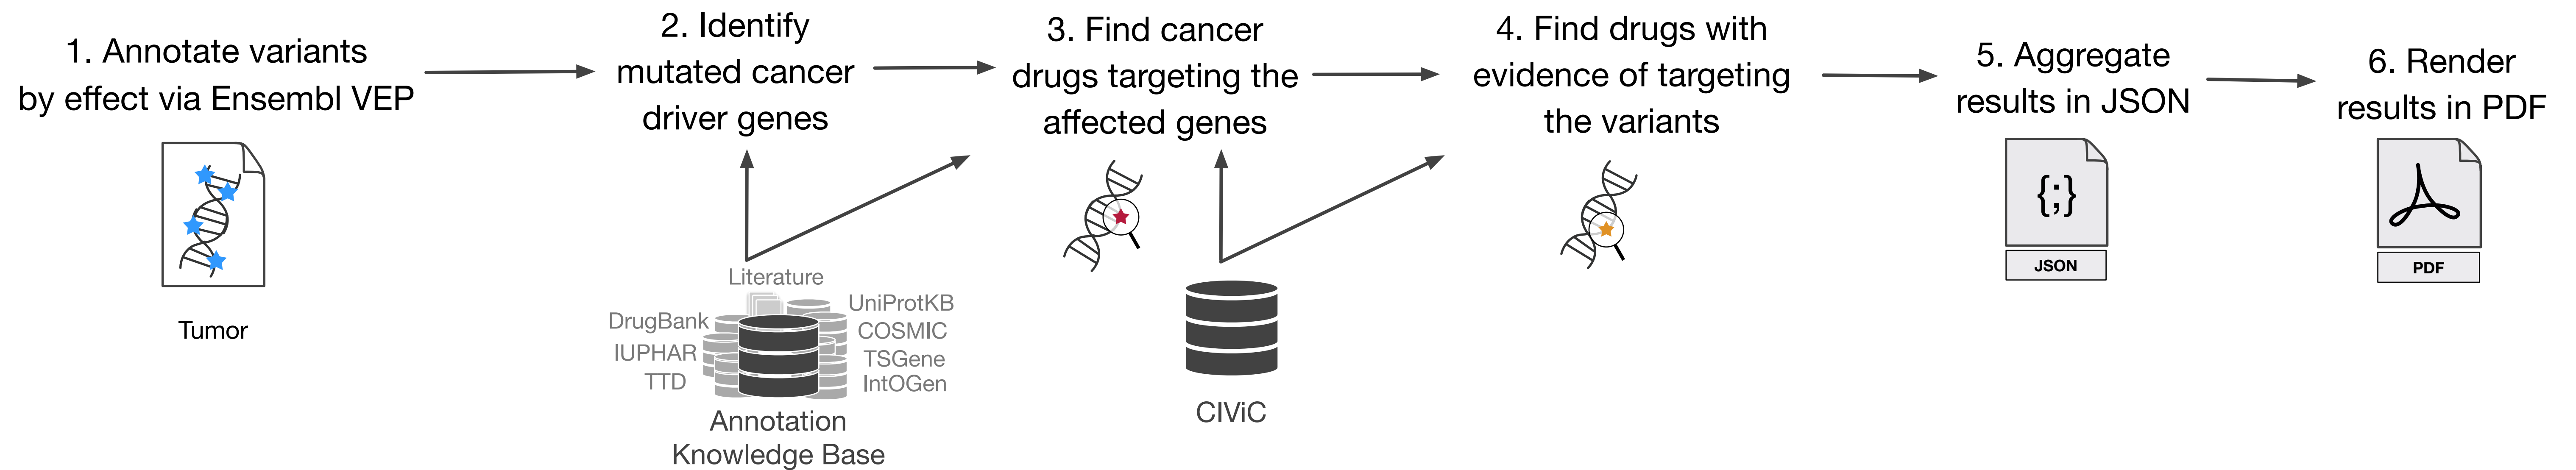 1. Annotate variants
by effect via Ensembl VEP
Tumor
2. Identify
mutated cancer
driver genes
Literature
DrugBank
IUPHAR
TTD
UniProtKB
COSMIC
TSGene
IntOGen
Annotation
Knowledge Base
3. Find cancer
drugs targeting the
affected genes
CIViC
4. Find drugs with
evidence of targeting
the variants
5. Aggregate
results in JSON
{;}
JSON
6. Render
results in PDF
PDF